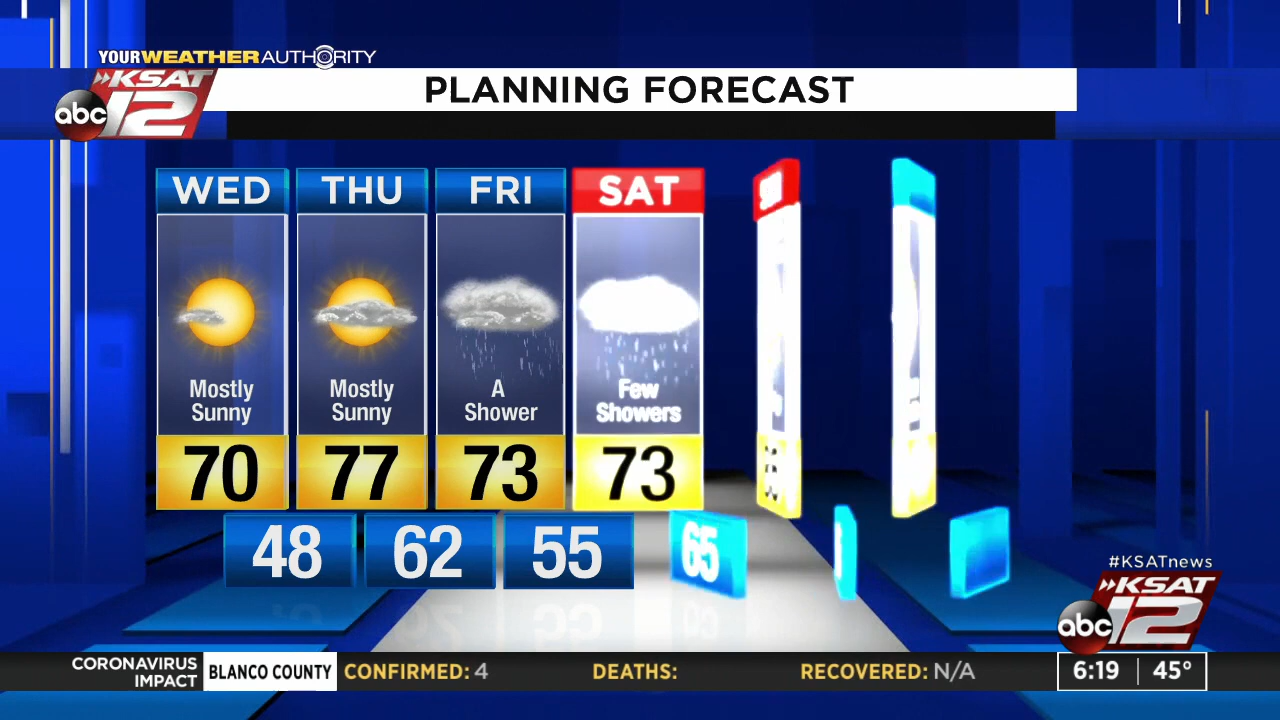 YOURWEATHERAUTHORITY
KSAT
abc 12
PLANNING FORECAST
WED THU FRI SAT
Mostly Sunny
Mostly Sunny
A Shower
Few Showers
70 77 73 73
48 62 55 65
#KSATnews
KSAT
abc 12
CORONAVIRUS IMPACT BLANCO COUNTY CONFIRMED: 4 DEATHS: RECOVERED: N/A 6:19 45°